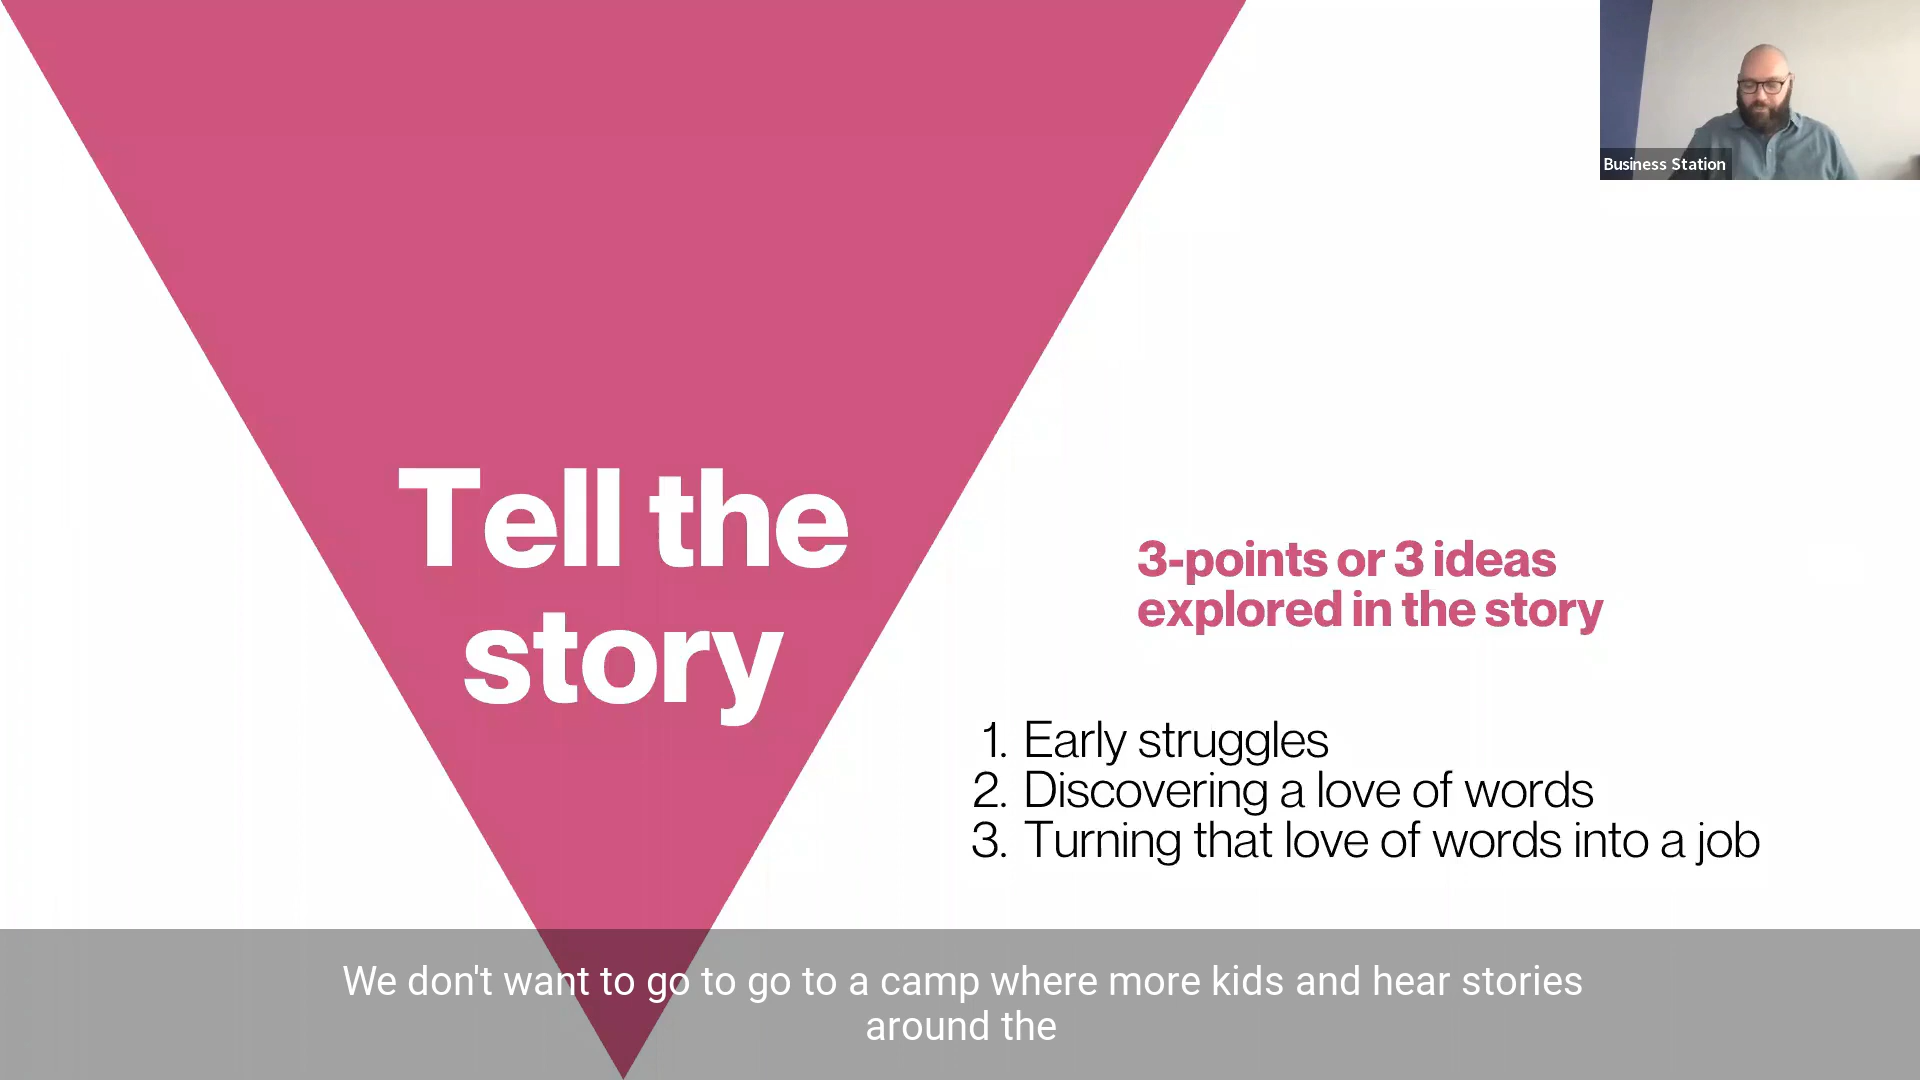 Business Station
Tell the
story
3-points or 3 ideas
explored in the story
1. Early struggles
2. Discovering a love of words
3. Turning that love of words into a job
We don't want to go to go to a camp where more kids and hear stories
around the